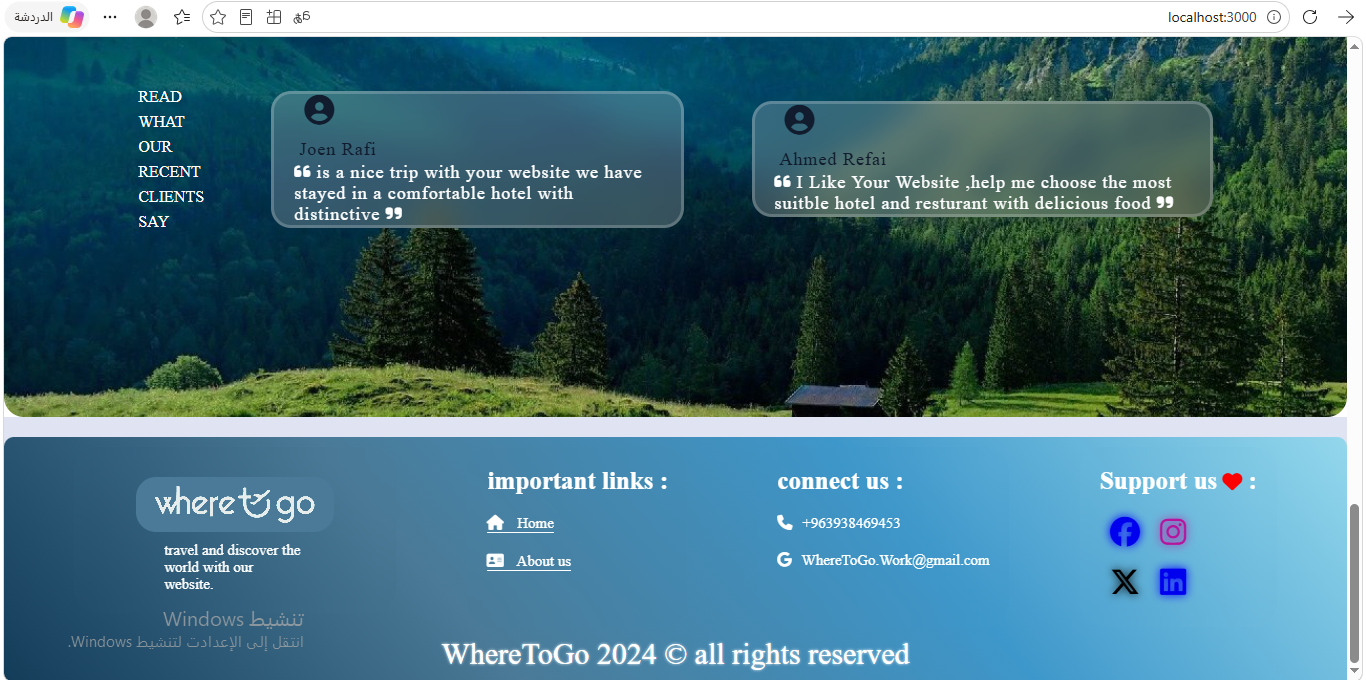 الدردشة
localhost:3000
READ
WHAT
OUR
RECENT
CLIENTS
SAY
Joen Rafi
❝ is a nice trip with your website we have
stayed in a comfortable hotel with
distinctive ❞
Ahmed Refai
❝ I Like Your Website ,help me choose the most
suitble hotel and resturant with delicious food ❞
where to go
travel and discover the
world with our
website.
important links :
Home
About us
connect us :
+963938469453
WhereToGo.Work@gmail.com
Support us :
تنشيط Windows
انتقل إلى الإعدادت لتنشيط Windows.
WhereToGo 2024 © all rights reserved